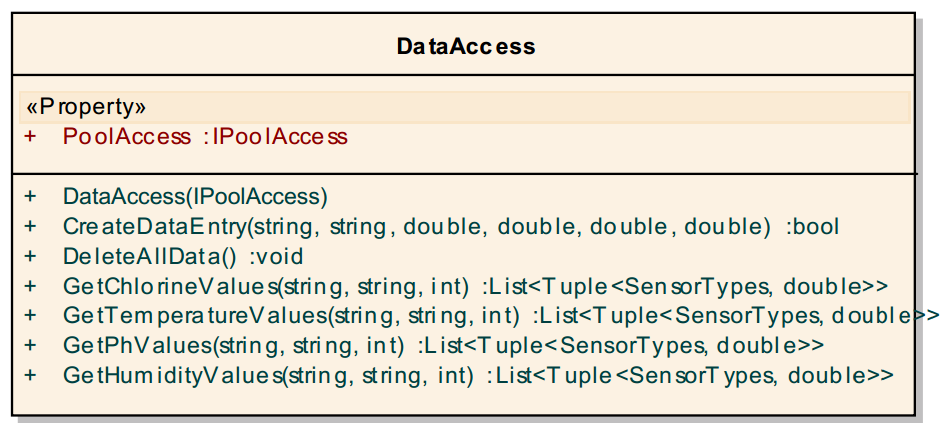 DataAccess
«Property»
+ PoolAccess :IPoolAccess
+ DataAccess(IPoolAccess)
+ CreateDataEntry(string, string, double, double, double, double) :bool
+ DeleteAllData() :void
+ GetChlorineValues(string, string, int) :List<Tuple<SensorTypes, double>>
+ GetTemperatureValues(string, string, int) :List<Tuple<SensorTypes, double>>
+ GetPhValues(string, string, int) :List<Tuple<SensorTypes, double>>
+ GetHumidityValues(string, string, int) :List<Tuple<SensorTypes, double>>